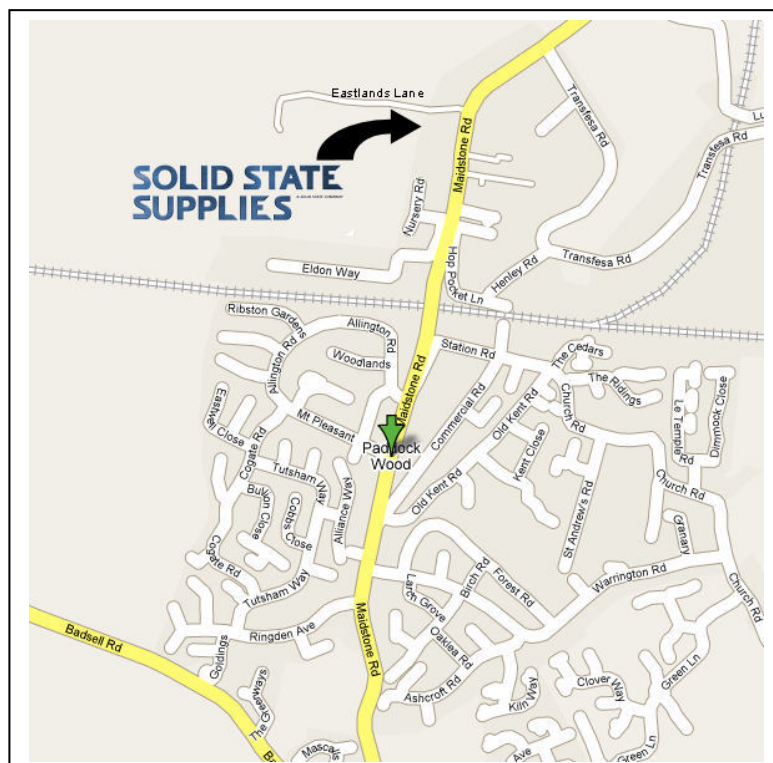 Eastlands Lane
Transfesa Rd
Lu
Transfesa Rd
Maidstone Rd
SOLID STATE
SUPPLIES
Nursery Rd
Eldon Way
Hop Pocket Ln
Henley Rd
Transfesa Rd
Ribston Gardens
Allington Rd
Allington Rd
Woodlands
Maidstone Rd
Station Rd
The Cedars
The Ridings
Commercial Rd
Old Kent Rd
Church Rd
Le Temple
Rd
Dimmock Close
Eastwell Close
Mt Pleasant
Cogate Rd
Paddock
Wood
Kent Close
Old Kent Rd
Tutsham Way
Alliance Way
Bullion Close
Cobbs Close
St Andrew's Rd
Church Rd
Granary
Cogate Rd
Tutsham Way
Larch Grove
Birch Rd
Forest Rd
Warrington Rd
Church Rd
Badsell Rd
Goldings
Ringden Ave
Maidstone Rd
Oaklea Rd
Ashcroft Rd
Kiln Way
Clover Way
Green Ln
The Greenways
Mascalls
Ba
Ave
Green Ln